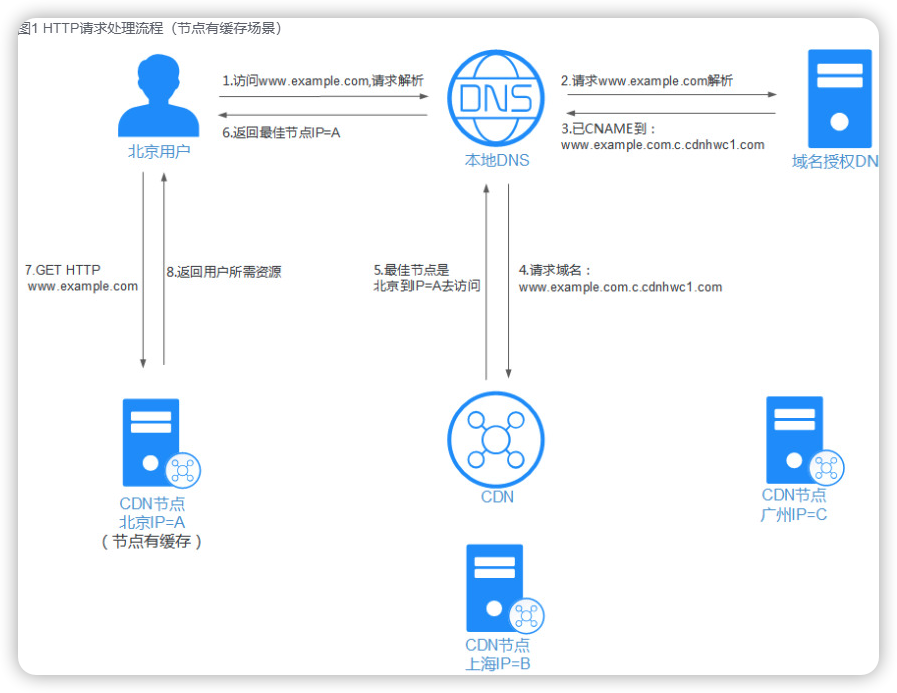 图1 HTTP请求处理流程（节点有缓存场景）
1.访问www.example.com,请求解析
2.请求www.example.com解析
DNS
6.返回最佳节点IP=A
3.已CNAME到：
www.example.com.c.cdnhwc1.com
北京用户
本地DNS
域名授权DN
7.GET HTTP
www.example.com
8.返回用户所需资源
5.最佳节点是
北京到IP=A去访问
4.请求域名：
www.example.com.c.cdnhwc1.com
CDN节点
北京IP=A
（节点有缓存）
CDN
CDN节点
广州IP=C
CDN节点
上海IP=B